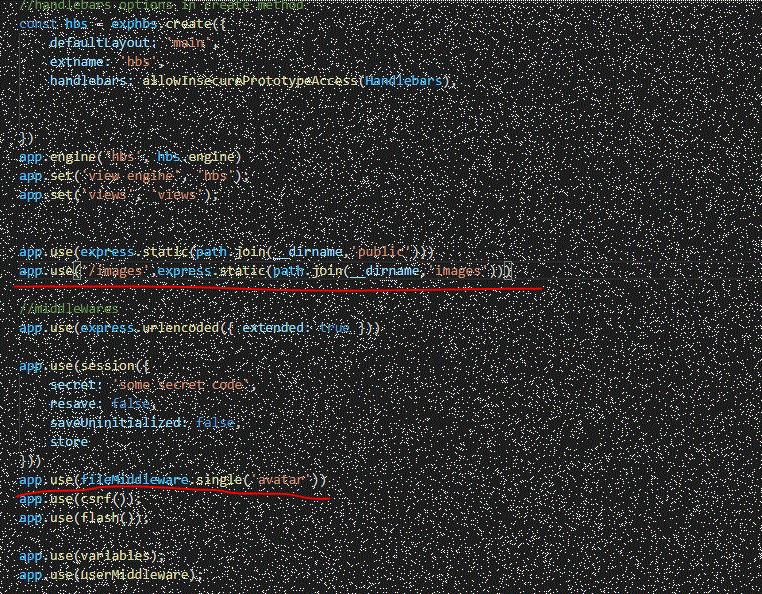 //handlebars options in create method
const hbs = exphbs.create({
defaultLayout: 'main',
extname: 'hbs',
handlebars: allowInsecurePrototypeAccess(Handlebars),
})
app.engine('hbs', hbs.engine)
app.set('view engine', 'hbs');
app.set('views', 'views');
app.use(express.static(path.join(__dirname,'public')))
app.use('/images',express.static(path.join(__dirname, 'images')))
//middleWares
app.use(express.urlencoded({ extended: true }))
app.use(session({
secret: 'some secret code',
resave: false,
saveUninitialized: false,
store
}))
app.use(fileMiddleware.single('avatar'))
app.use(csrf());
app.use(flash());
app.use(variables);
app.use(userMiddleware);